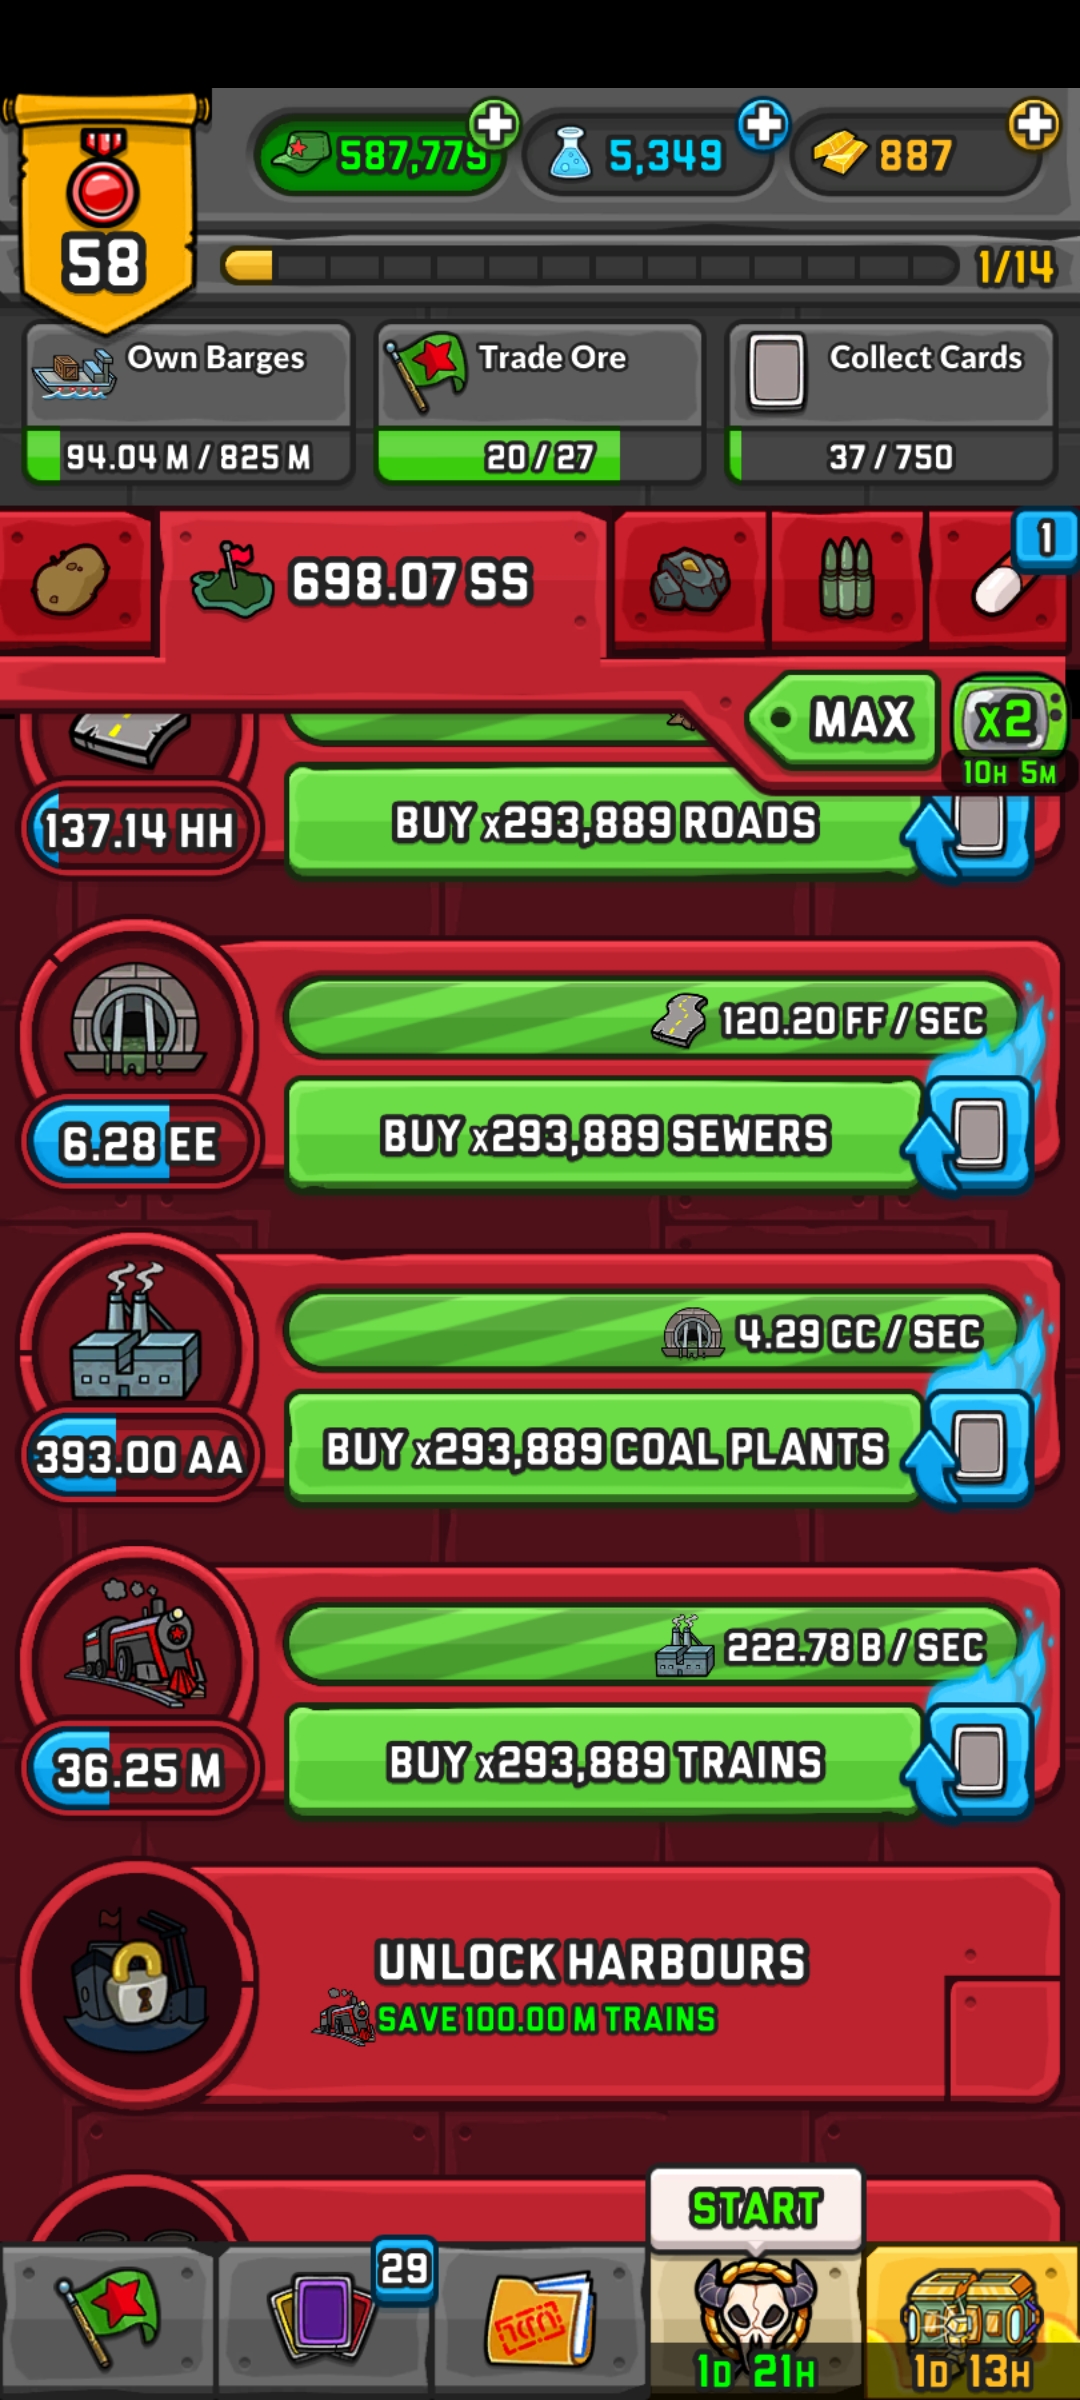 58
587,779
5,349
887
1/14
Own Barges
94.04 M / 825 M
Trade Ore
20 / 27
Collect Cards
37 / 750
698.07 SS
1
MAX
x2
10H 5M
137.14 HH
BUY x293,889 ROADS
120.20 FF / SEC
6.28 EE
BUY x293,889 SEWERS
4.29 CC / SEC
393.00 AA
BUY x293,889 COAL PLANTS
222.78 B / SEC
36.25 M
BUY x293,889 TRAINS
UNLOCK HARBOURS
SAVE 100.00 M TRAINS
START
29
1D 21H
1D 13H